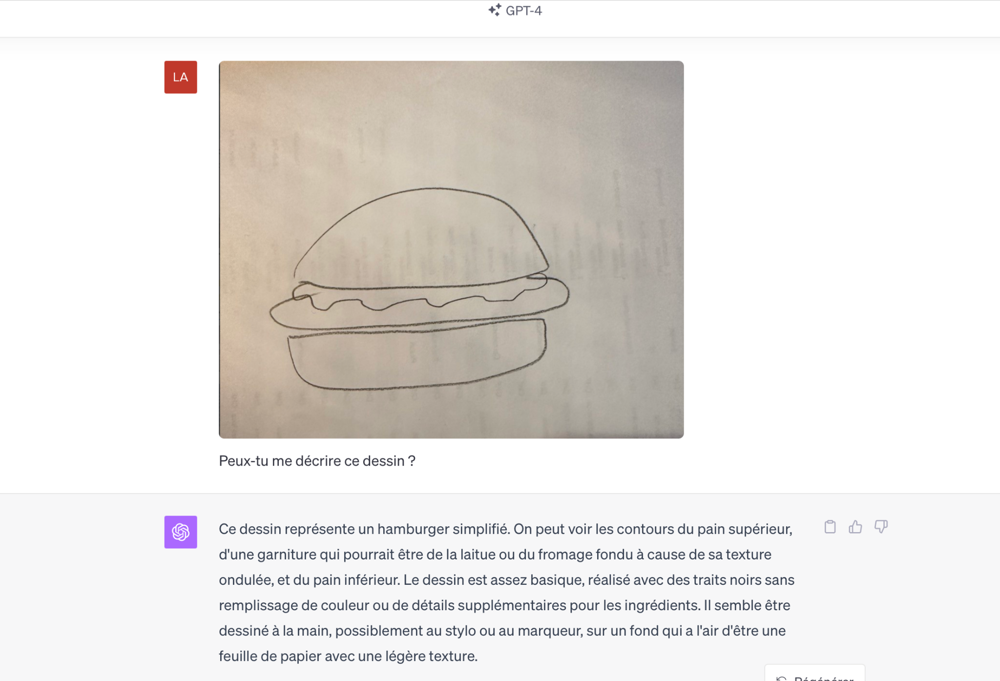 GPT-4
LA
Peux-tu me décrire ce dessin ?
Ce dessin représente un hamburger simplifié. On peut voir les contours du pain supérieur,
d'une garniture qui pourrait être de la laitue ou du fromage fondu à cause de sa texture
ondulée, et du pain inférieur. Le dessin est assez basique, réalisé avec des traits noirs sans
remplissage de couleur ou de détails supplémentaires pour les ingrédients. Il semble être
dessiné à la main, possiblement au stylo ou au marqueur, sur un fond qui a l'air d'être une
feuille de papier avec une légère texture.
Régénérer